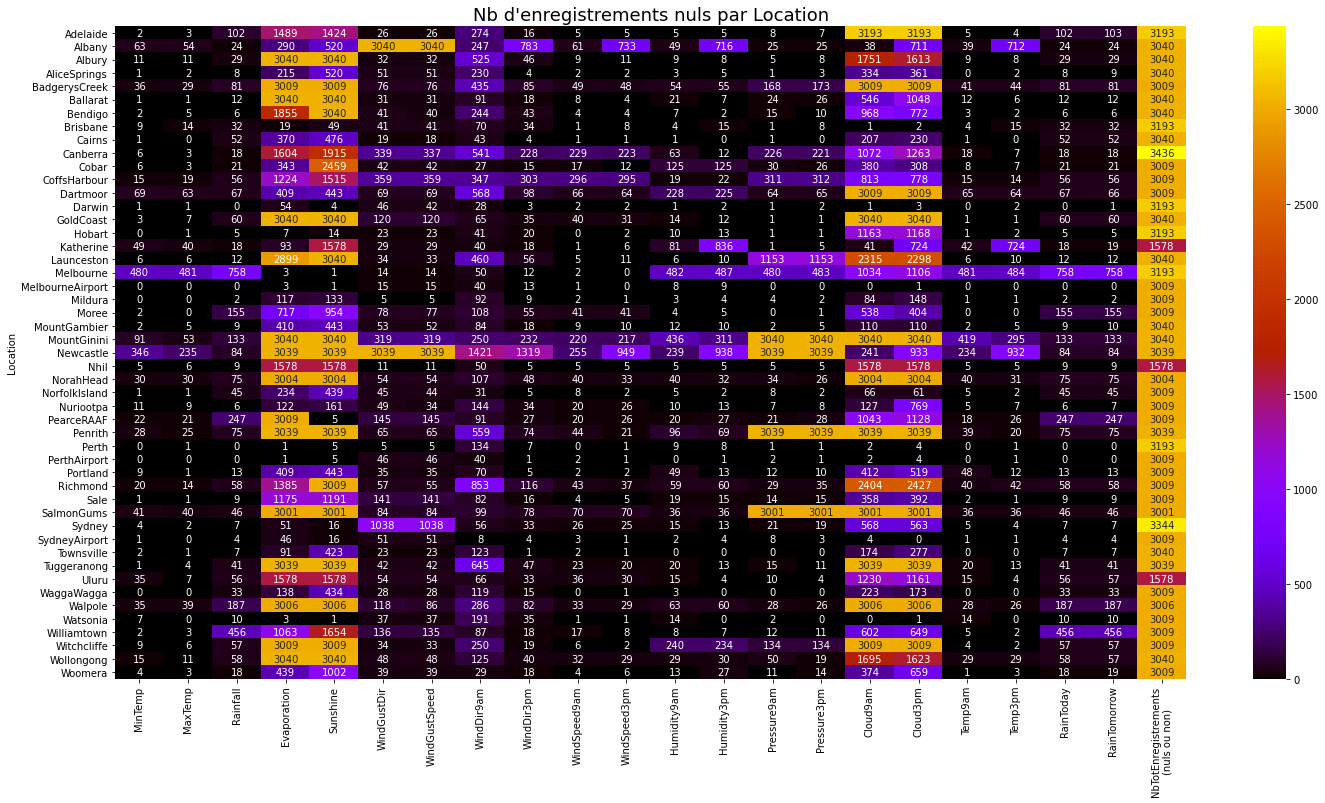 Nb d'enregistrements nuls par Location
Adelaide 2 3 102 1489 1424 26 26 274 16 5 5 5 5 8 7 3193 3193 5 4 102 103 3193
Albany 63 54 24 290 520 3040 3040 247 783 61 733 49 716 25 25 38 711 39 712 24 24 3040
Albury 11 11 29 3040 3040 32 32 525 46 9 11 9 8 5 8 1751 1613 9 8 29 29 3040
AliceSprings 1 2 8 215 520 51 51 230 4 2 2 3 5 1 3 334 361 0 2 8 9 3040
BadgerysCreek 36 29 81 3009 3009 76 76 435 85 49 48 54 55 168 173 3009 3009 41 44 81 81 3009
Ballarat 1 1 12 3040 3040 31 31 91 18 8 4 21 7 24 26 546 1048 12 6 12 12 3040
Bendigo 2 5 6 1855 3040 41 40 244 43 4 4 7 2 15 10 968 772 3 2 6 6 3040
Brisbane 9 14 32 19 49 41 41 70 34 1 8 4 15 1 8 1 2 4 15 32 32 3193
Cairns 1 0 52 370 476 19 18 43 4 1 1 1 0 1 0 207 230 1 0 52 52 3040
Canberra 6 3 18 1604 1915 339 337 541 228 229 223 63 12 226 221 1072 1263 18 7 18 18 3436
Cobar 6 3 21 343 2459 42 42 27 15 17 12 125 125 30 26 380 308 8 7 21 21 3009
CoffsHarbour 15 19 56 1224 1515 359 359 347 303 296 295 19 22 311 312 813 778 15 14 56 56 3009
Dartmoor 69 63 67 409 443 69 69 568 98 66 64 228 225 64 65 3009 3009 65 64 67 66 3009
Darwin 1 1 0 54 4 46 42 28 3 2 2 1 2 1 2 1 3 0 2 0 1 3193
GoldCoast 3 7 60 3040 3040 120 120 65 35 40 31 14 12 1 1 3040 3040 1 1 60 60 3040
Hobart 0 1 5 7 14 23 23 41 20 0 2 10 13 1 1 1163 1168 1 2 5 5 3193
Katherine 49 40 18 93 1578 29 29 40 18 1 6 81 836 1 5 41 724 42 724 18 19 1578
Launceston 6 6 12 2899 3040 34 33 460 56 5 11 6 10 1153 1153 2315 2298 6 10 12 12 3040
Melbourne 480 481 758 3 1 14 14 50 12 2 0 482 487 480 483 1034 1106 481 484 758 758 3193
MelbourneAirport 0 0 0 3 1 15 15 40 13 1 0 8 9 0 0 0 1 0 0 0 0 3009
Mildura 0 0 2 117 133 5 5 92 9 2 1 3 4 4 2 84 148 1 1 2 2 3009
Moree 2 0 155 717 954 78 77 108 55 41 41 4 5 4 1 538 404 0 0 155 155 3009
MountGambier 2 5 9 410 443 53 52 84 18 9 10 12 10 2 5 110 110 2 5 9 10 3040
MountGinini 91 53 133 3040 3040 319 319 250 232 220 217 436 311 3040 3040 3040 3040 419 295 133 133 3040
Newcastle 346 235 84 3039 3039 3039 3039 1421 1319 255 949 239 938 3039 3039 241 933 234 932 84 84 3039
Nhil 5 6 9 1578 1578 11 11 50 5 5 5 5 5 5 5 1578 1578 5 5 9 9 1578
NorahHead 30 30 75 3004 3004 54 54 107 48 40 33 40 32 34 26 3004 3004 40 31 75 75 3004
NorfolkIsland 1 5 45 234 439 45 44 31 5 8 2 5 2 8 2 66 61 5 2 45 45 3009
Nuriootpa 11 9 6 122 161 49 34 144 34 20 26 10 13 7 8 127 769 5 7 6 7 3009
PearceRAAF 22 21 247 3009 5 145 145 91 27 20 26 20 27 21 28 1043 1128 18 26 247 247 3009
Penrith 28 25 75 3039 3039 65 65 559 74 44 21 96 69 3039 3039 3039 3039 39 20 75 75 3039
Perth 1 1 0 1 5 5 5 134 7 0 1 0 8 1 1 2 4 0 1 0 0 3193
PerthAirport 0 0 0 1 5 46 46 40 1 2 1 0 1 2 1 2 4 0 1 0 0 3009
Portland 9 1 13 409 443 35 35 70 5 2 2 49 13 12 10 412 519 48 12 13 13 3009
Richmond 20 14 58 1385 3009 57 55 853 116 43 37 59 60 29 35 2404 2427 40 42 58 58 3009
Sale 1 1 9 1175 1191 141 141 82 16 4 5 19 15 14 15 358 392 2 1 9 9 3009
SalmonGums 41 40 46 3001 3001 84 84 99 78 70 70 36 36 3001 3001 3001 3001 36 36 46 46 3001
Sydney 4 2 7 51 16 1038 1038 56 33 26 25 15 13 21 19 568 563 5 4 7 7 3344
SydneyAirport 1 0 4 46 16 51 51 8 4 3 1 2 4 8 3 4 0 1 1 4 4 3009
Townsville 2 1 7 91 423 23 23 123 2 1 2 1 0 0 0 174 277 0 0 7 7 3040
Tuggeranong 1 4 41 3039 3039 42 42 645 47 23 20 20 13 15 11 3039 3039 20 13 41 41 3039
Uluru 35 7 56 1578 1578 54 54 66 33 36 30 15 4 10 4 1230 1161 15 4 56 57 1578
WaggaWagga 0 0 33 138 434 28 28 119 15 0 1 3 0 0 0 223 173 0 0 33 33 3009
Walpole 35 39 187 3006 3006 118 86 286 82 33 29 63 60 28 26 3006 3006 28 26 187 187 3006
Watsonia 7 0 10 3 1 37 37 191 35 1 1 14 0 2 0 0 1 14 0 10 10 3009
Williamtown 2 3 456 1063 1654 136 135 87 18 17 8 8 7 12 11 602 649 5 2 456 456 3009
Witchcliffe 9 6 57 3009 3009 34 33 250 19 6 2 240 234 134 134 3009 3009 4 2 57 57 3009
Wollongong 15 11 58 3040 3040 48 48 125 40 32 29 29 30 50 19 1695 1623 29 29 58 57 3040
Woomera 4 3 18 439 1002 39 39 29 18 4 6 13 27 11 14 374 659 1 3 18 19 3009
Location
MinTemp
MaxTemp
Rainfall
Evaporation
Sunshine
WindGustDir
WindGustSpeed
WindDir9am
WindDir3pm
WindSpeed9am
WindSpeed3pm
Humidity9am
Humidity3pm
Pressure9am
Pressure3pm
Cloud9am
Cloud3pm
Temp9am
Temp3pm
RainToday
RainTomorrow
NbTotEnregistrements
(nuls ou non)
3000
2500
2000
1500
1000
500
0